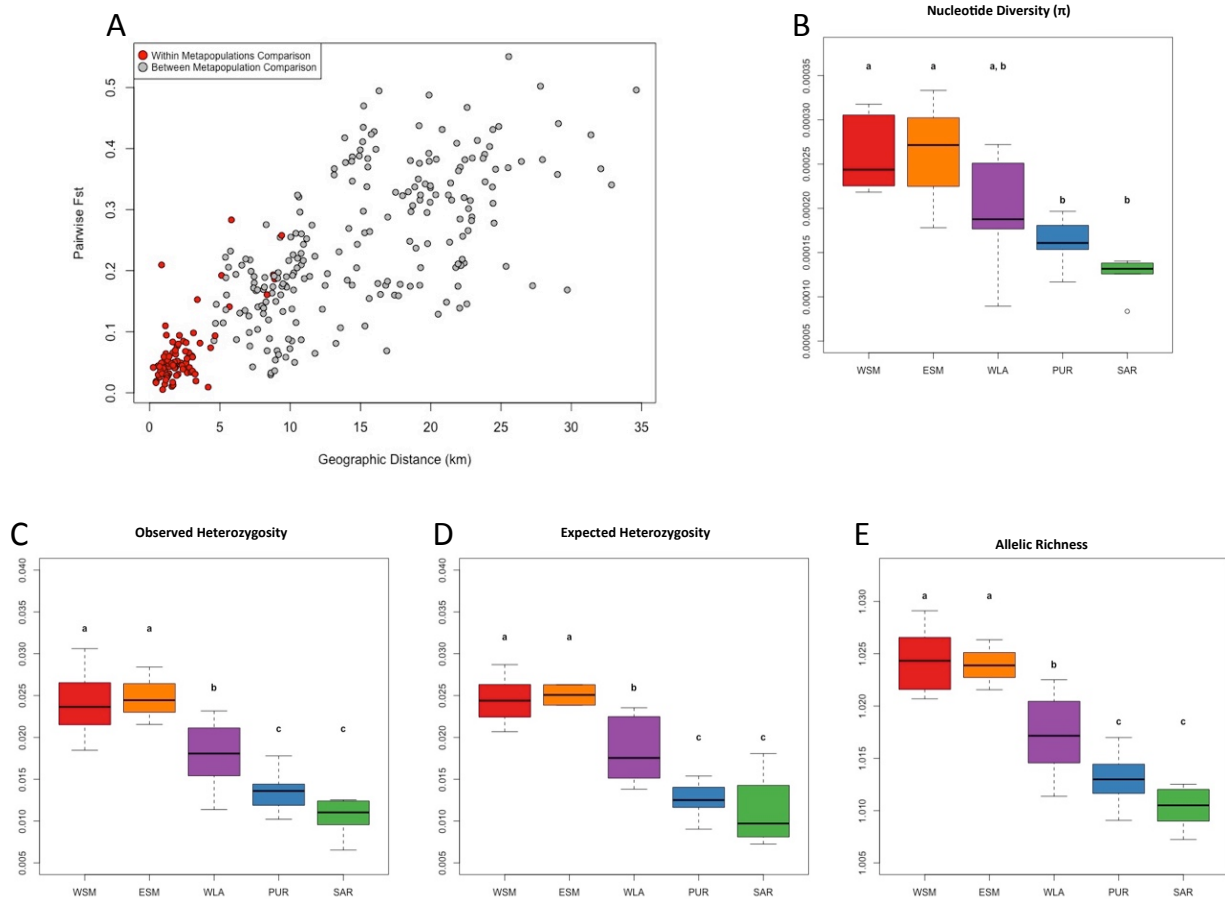 A
Within Metapopulations Comparison
Between Metapopulation Comparison
Pairwise Fst
0.5
0.4
0.3
0.2
0.1
0.0
0 5 10 15 20 25 30 35
Geographic Distance (km)
B
Nucleotide Diversity (π)
0.00035
0.00030
0.00025
0.00020
0.00015
0.00010
0.00005
a a a, b b b
WSM ESM WLA PUR SAR
C
Observed Heterozygosity
0.040
0.035
0.030
0.025
0.020
0.015
0.010
0.005
a a b c c
WSM ESM WLA PUR SAR
D
Expected Heterozygosity
0.040
0.035
0.030
0.025
0.020
0.015
0.010
0.005
a a b c c
WSM ESM WLA PUR SAR
E
Allelic Richness
1.030
1.025
1.020
1.015
1.010
1.005
a a b c c
WSM ESM WLA PUR SAR